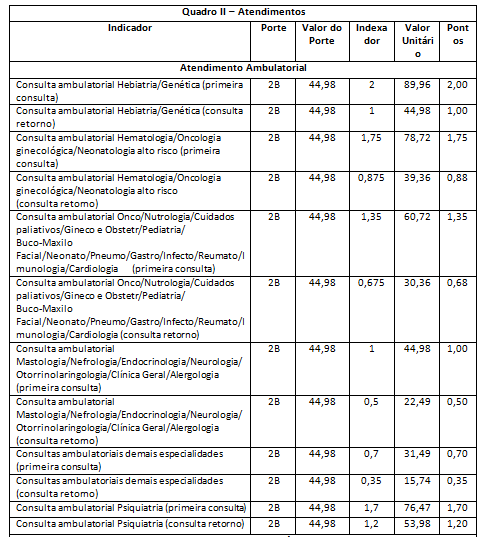 Quadro II – Atendimentos
Indicador Porte Valor do Porte Indexa dor Valor Unitári o Pont os
Atendimento Ambulatorial
Consulta ambulatorial Hebiatria/Genética (primeira 2B 44,98 2 89,96 2,00
consulta)
Consulta ambulatorial Hebiatria/Genética (consulta 2B 44,98 1 44,98 1,00
retorno)
Consulta ambulatorial Hematologia/Oncologia 2B 44,98 1,75 78,72 1,75
ginecológica/Neonatologia alto risco (primeira
consulta)
Consulta ambulatorial Hematologia/Oncologia 2B 44,98 0,875 39,36 0,88
ginecológica/Neonatologia alto risco
(consulta retorno)
Consulta ambulatorial Onco/Nutrologia/Cuidados 2B 44,98 1,35 60,72 1,35
paliativos/Gineco e Obstetr/Pediatria/
Buco-Maxilo
Facial/Neonato/Pneumo/Gastro/Infecto/Reumato/I
munologia/Cardiologia (primeira consulta)
Consulta ambulatorial Onco/Nutrologia/Cuidados 2B 44,98 0,675 30,36 0,68
paliativos/Gineco e Obstetr/Pediatria/
Buco-Maxilo
Facial/Neonato/Pneumo/Gastro/Infecto/Reumato/I
munologia/Cardiologia (consulta retorno)
Consulta ambulatorial 2B 44,98 1 44,98 1,00
Mastologia/Nefrologia/Endocrinologia/Neurologia/
Otorrinolaringologia/Clínica Geral/Alergologia
(primeira consulta)
Consulta ambulatorial 2B 44,98 0,5 22,49 0,50
Mastologia/Nefrologia/Endocrinologia/Neurologia/
Otorrinolaringologia/Clínica Geral/Alergologia
(consulta retorno)
Consultas ambulatoriais demais especialidades 2B 44,98 0,7 31,49 0,70
(primeira consulta)
Consultas ambulatoriais demais especialidades 2B 44,98 0,35 15,74 0,35
(consulta retorno)
Consulta ambulatorial Psiquiatria (primeira consulta) 2B 44,98 1,7 76,47 1,70
Consulta ambulatorial Psiquiatria (consulta retorno) 2B 44,98 1,2 53,98 1,20